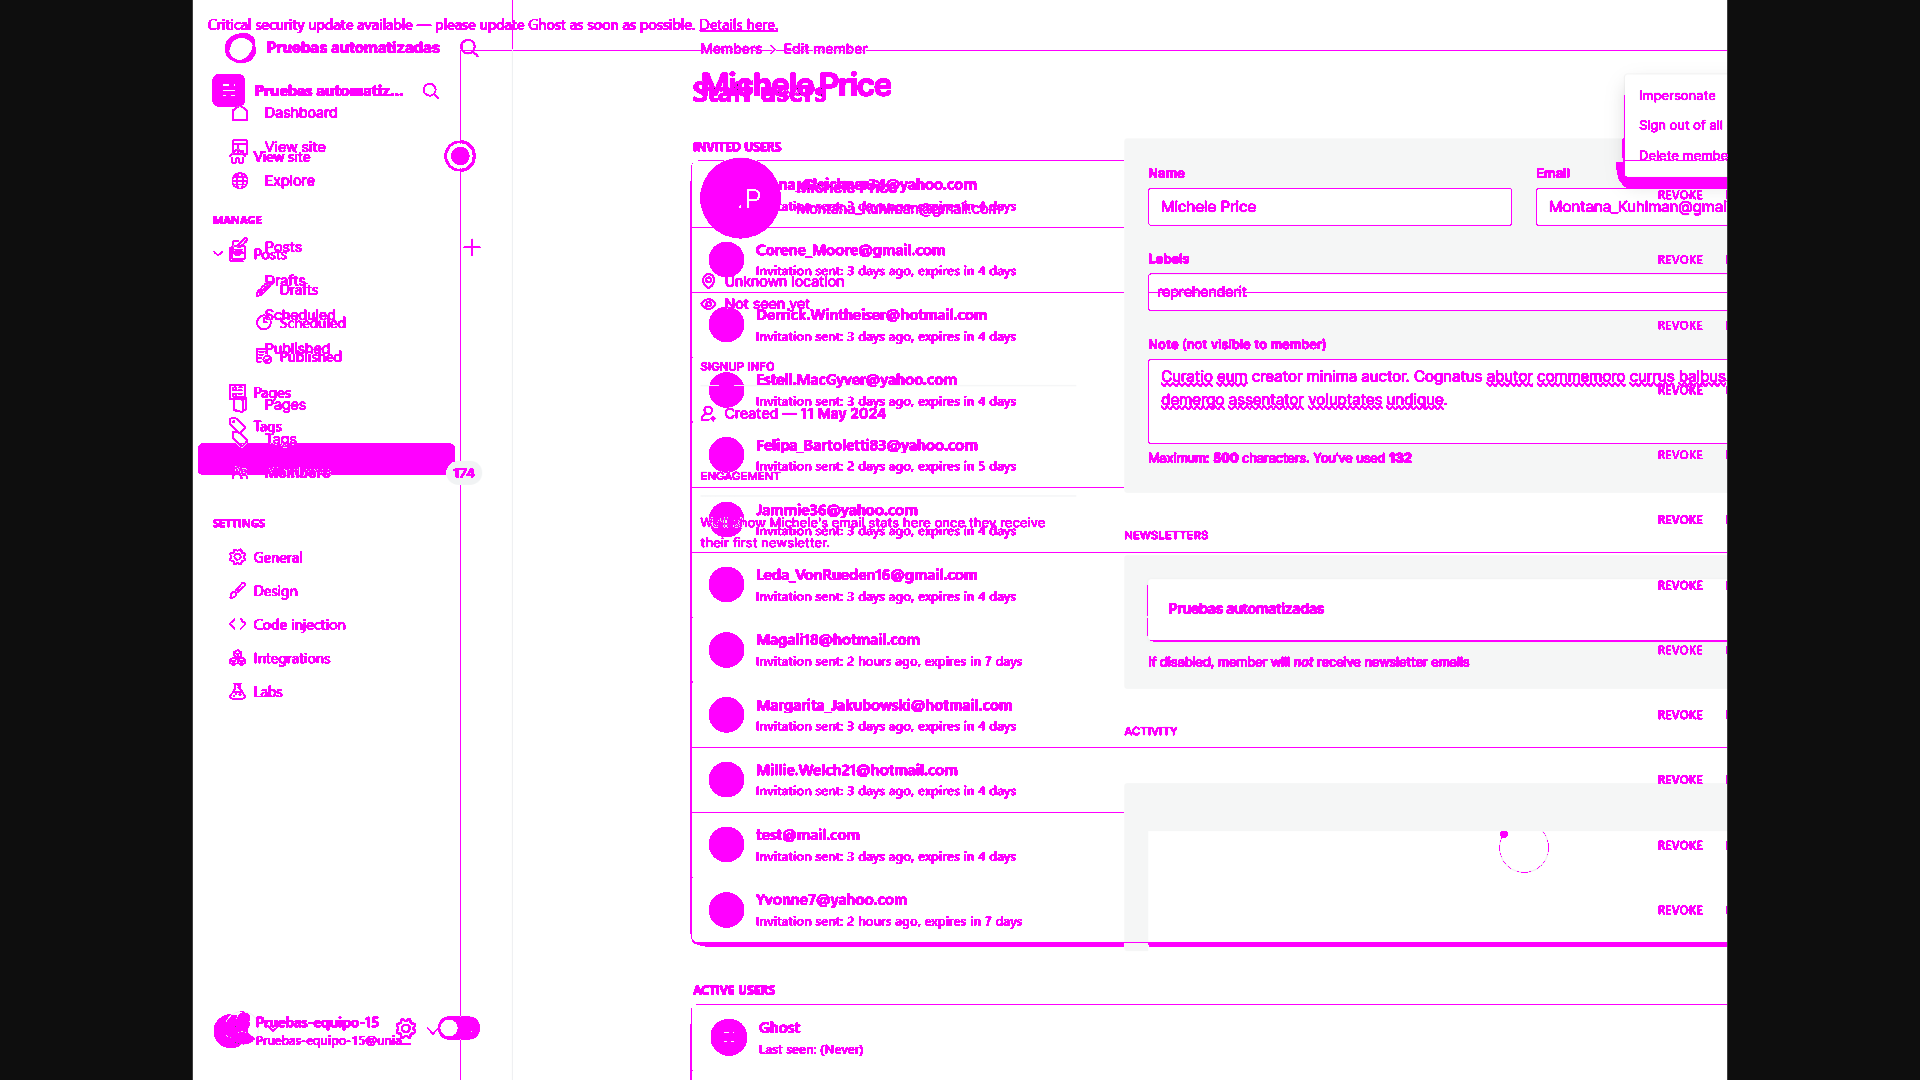 Critical security update available — please update Ghost as soon as possible. Details here.
Pruebas automatizadas
Members > Edit member
Pruebas automatiz...
Michele Price
Staff users
Dashboard
View site
View site
Explore
MANAGE
Posts
Posts
Drafts
Drafts
Scheduled
Scheduled
Published
Published
Pages
Pages
Tags
Tags
Members
174
SETTINGS
General
Design
Code injection
Integrations
Labs
Pruebas-equipo-15
Pruebas-equipo-15@unia
INVITED USERS
@yahoo.com
Michele Price
Montana_Kuhlman@gmail.com
P
Corene_Moore@gmail.com
Invitation sent: 3 days ago, expires in 4 days
Unknown location
Not seen yet
Derrick.Wintheiser@hotmail.com
Invitation sent: 3 days ago, expires in 4 days
SIGNUP INFO
Estell.MacGyver@yahoo.com
Invitation sent: 3 days ago, expires in 4 days
Created — 11 May 2024
Felipa_Bartoletti83@yahoo.com
Invitation sent: 2 days ago, expires in 5 days
ENGAGEMENT
Jammie36@yahoo.com
show Michele's email stats here once they receive
Invitation sent: 3 days ago, expires in 4 days
their first newsletter.
Leda_VonRueden16@gmail.com
Invitation sent: 3 days ago, expires in 4 days
Magali18@hotmail.com
Invitation sent: 2 hours ago, expires in 7 days
Margarita_Jakubowski@hotmail.com
Invitation sent: 3 days ago, expires in 4 days
Millie.Welch21@hotmail.com
Invitation sent: 3 days ago, expires in 4 days
test@mail.com
Invitation sent: 3 days ago, expires in 4 days
Yvonne7@yahoo.com
Invitation sent: 2 hours ago, expires in 7 days
ACTIVE USERS
Ghost
Last seen: (Never)
Impersonate
Sign out of all
Delete membe
Name
Email
Michele Price
Montana_Kuhlman@gmai
Labels
reprehenderit
Note (not visible to member)
Curatio eum creator minima auctor. Cognatus abutor commemoro currus balbus
demergo assentator voluptates undique.
Maximum: 500 characters. You've used 132
NEWSLETTERS
Pruebas automatizadas
If disabled, member will not receive newsletter emails
ACTIVITY
REVOKE
REVOKE
REVOKE
REVOKE
REVOKE
REVOKE
REVOKE
REVOKE
REVOKE
REVOKE
REVOKE
REVOKE